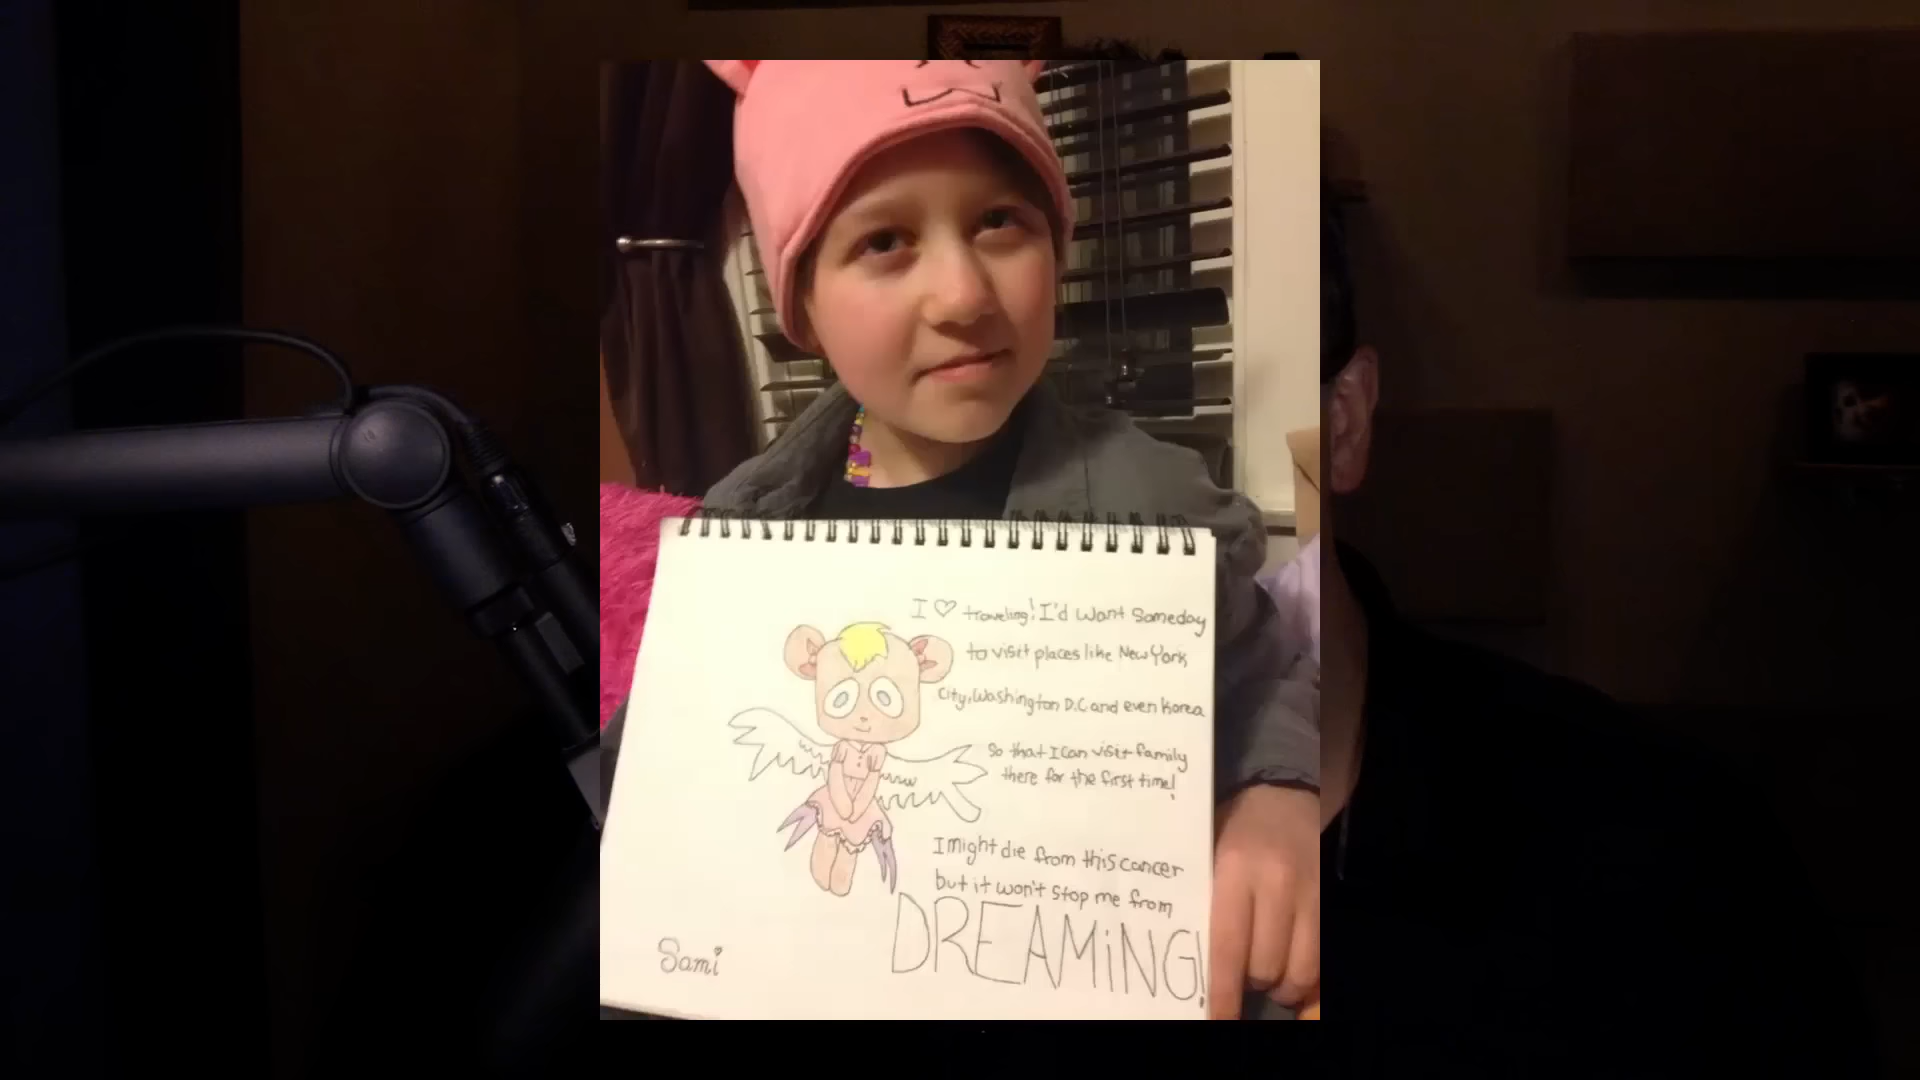 I ♡ traveling! I'd want Someday
to visit places like New York
City, Washington D.C and even Korea
So that I can visit family
there for the first time!
I might die from this cancer
but it won't stop me from
DREAMiNG!
Sami